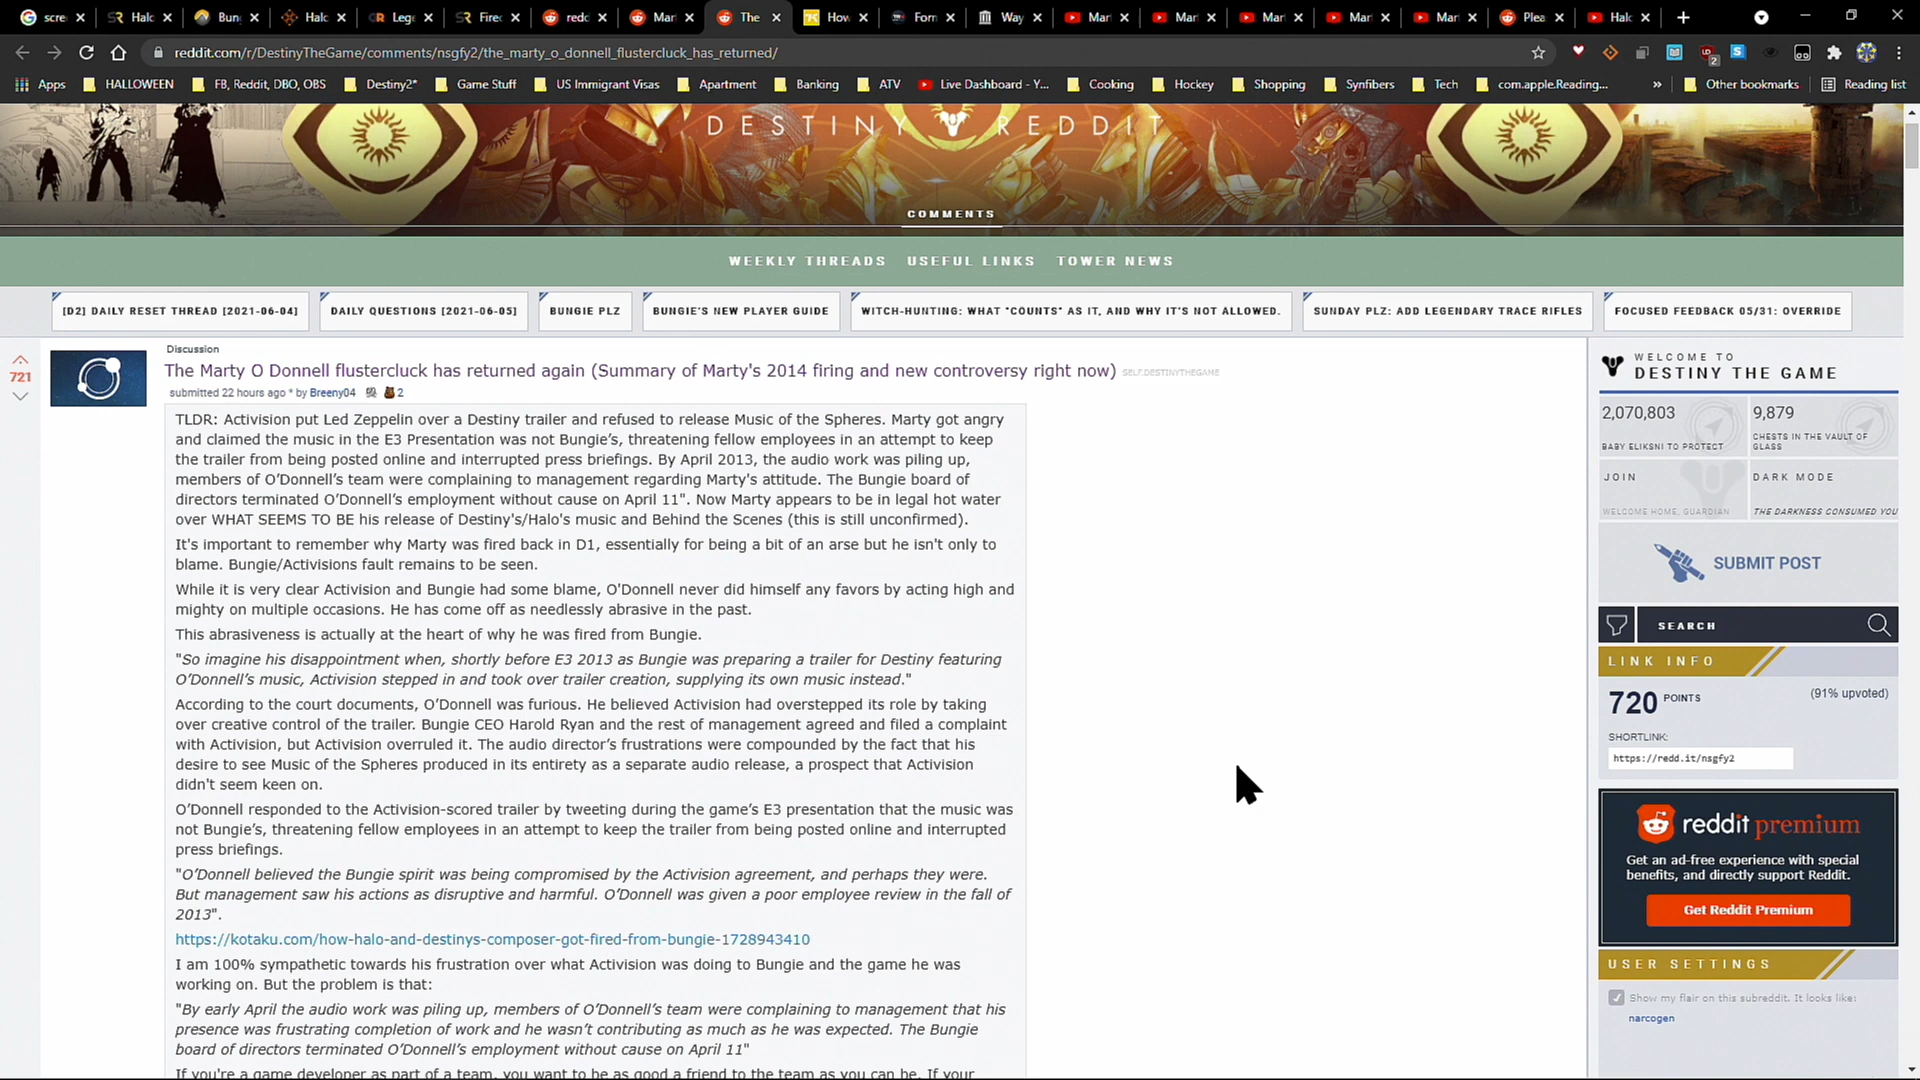 scre
Halo
Bun
Halo
Lege
Fired
redd
Mart
The
How
Form
Way
Mart
Mart
Mart
Mart
Mart
Plea
Halo
reddit.com/r/DestinyTheGame/comments/nsgfy2/the_marty_o_donnell_flustercluck_has_returned/
Apps HALLOWEEN FB, Reddit, DBO, OBS Destiny2* Game Stuff US Immigrant Visas Apartment Banking ATV Live Dashboard - Y... Cooking Hockey Shopping Synfibers Tech com.apple.Reading... » Other bookmarks Reading list
DESTINY REDDIT
COMMENTS
WEEKLY THREADS USEFUL LINKS TOWER NEWS
[D2] DAILY RESET THREAD [2021-06-04] DAILY QUESTIONS [2021-06-05] BUNGIE PLZ BUNGIE'S NEW PLAYER GUIDE WITCH-HUNTING: WHAT "COUNTS" AS IT, AND WHY IT'S NOT ALLOWED. SUNDAY PLZ: ADD LEGENDARY TRACE RIFLES FOCUSED FEEDBACK 05/31: OVERRIDE
721
Discussion
The Marty O Donnell flustercluck has returned again (Summary of Marty's 2014 firing and new controversy right now) SELF.DESTINYTHEGAME
submitted 22 hours ago * by Breeny04 2
TLDR: Activision put Led Zeppelin over a Destiny trailer and refused to release Music of the Spheres. Marty got angry
and claimed the music in the E3 Presentation was not Bungie's, threatening fellow employees in an attempt to keep
the trailer from being posted online and interrupted press briefings. By April 2013, the audio work was piling up,
members of O'Donnell's team were complaining to management regarding Marty's attitude. The Bungie board of
directors terminated O'Donnell's employment without cause on April 11". Now Marty appears to be in legal hot water
over WHAT SEEMS TO BE his release of Destiny's/Halo's music and Behind the Scenes (this is still unconfirmed).
It's important to remember why Marty was fired back in D1, essentially for being a bit of an arse but he isn't only to
blame. Bungie/Activisions fault remains to be seen.
While it is very clear Activision and Bungie had some blame, O'Donnell never did himself any favors by acting high and
mighty on multiple occasions. He has come off as needlessly abrasive in the past.
This abrasiveness is actually at the heart of why he was fired from Bungie.
"So imagine his disappointment when, shortly before E3 2013 as Bungie was preparing a trailer for Destiny featuring
O'Donnell's music, Activision stepped in and took over trailer creation, supplying its own music instead."
According to the court documents, O'Donnell was furious. He believed Activision had overstepped its role by taking
over creative control of the trailer. Bungie CEO Harold Ryan and the rest of management agreed and filed a complaint
with Activision, but Activision overruled it. The audio director's frustrations were compounded by the fact that his
desire to see Music of the Spheres produced in its entirety as a separate audio release, a prospect that Activision
didn't seem keen on.
O'Donnell responded to the Activision-scored trailer by tweeting during the game's E3 presentation that the music was
not Bungie's, threatening fellow employees in an attempt to keep the trailer from being posted online and interrupted
press briefings.
"O'Donnell believed the Bungie spirit was being compromised by the Activision agreement, and perhaps they were.
But management saw his actions as disruptive and harmful. O'Donnell was given a poor employee review in the fall of
2013".
https://kotaku.com/how-halo-and-destinys-composer-got-fired-from-bungie-1728943410
I am 100% sympathetic towards his frustration over what Activision was doing to Bungie and the game he was
working on. But the problem is that:
"By early April the audio work was piling up, members of O'Donnell's team were complaining to management that his
presence was frustrating completion of work and he wasn't contributing as much as he was expected. The Bungie
board of directors terminated O'Donnell's employment without cause on April 11"
If you're a game developer as part of a team, you want to be as good a friend to the team as you can be. If your
WELCOME TO
DESTINY THE GAME
2,070,803 9,879
BABY ELIKSNI TO PROTECT CHESTS IN THE VAULT OF
GLASS
JOIN DARK MODE
WELCOME HOME, GUARDIAN THE DARKNESS CONSUMED YOU
SUBMIT POST
SEARCH
LINK INFO
720 POINTS (91% upvoted)
SHORTLINK:
https://redd.it/nsgfy2
reddit premium
Get an ad-free experience with special
benefits, and directly support Reddit.
Get Reddit Premium
USER SETTINGS
Show my flair on this subreddit. It looks like:
narcogen